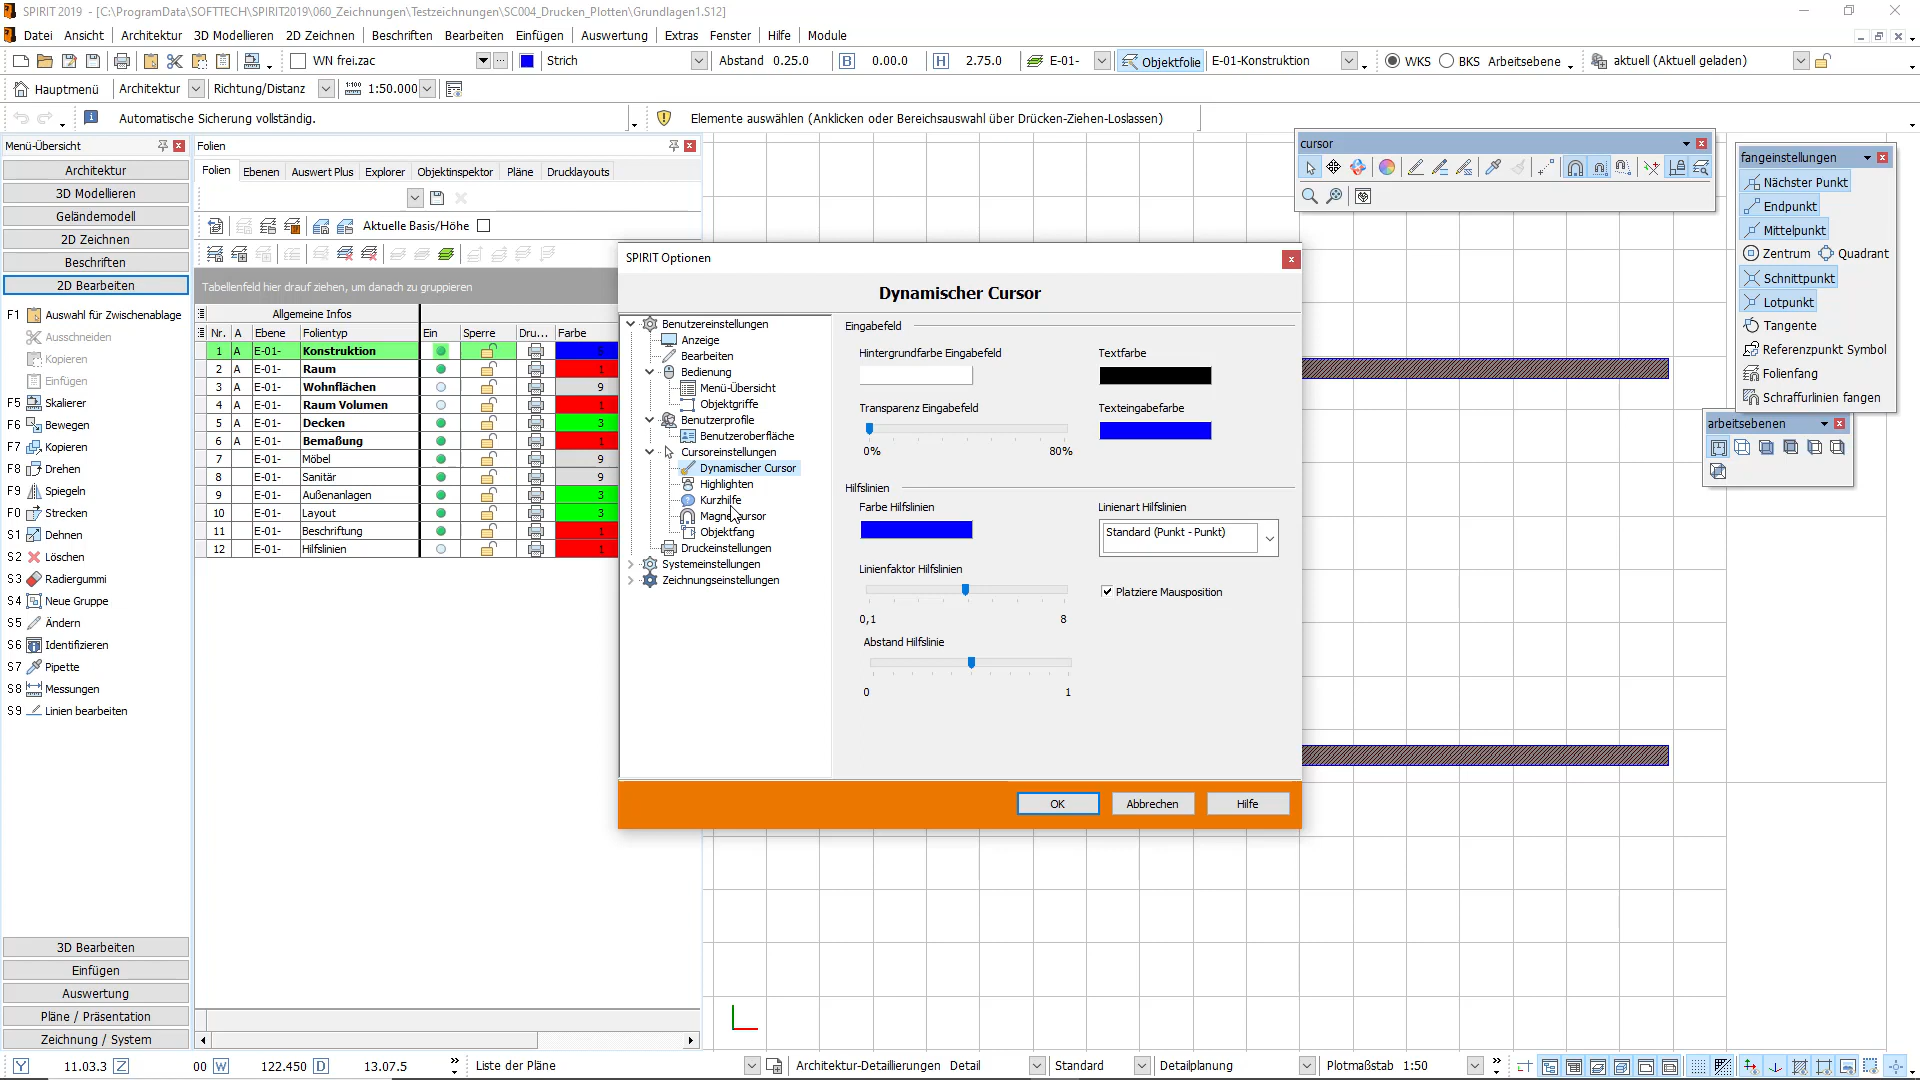 SPIRIT 2019 - [C:\ProgramData\SOFTTECH\SPIRIT2019\060_Zeichnungen\Testzeichnungen\SC004_Drucken_Plotten\Grundlagen1.S12]
Datei Ansicht Architektur 3D Modellieren 2D Zeichnen Beschriften Bearbeiten Einfügen Auswertung Extras Fenster Hilfe Module
WN frei.zac Strich Abstand 0.25.0 B 0.00.0 H 2.75.0 E-01- Objektfolie E-01-Konstruktion WKS BKS Arbeitsebene aktuell (Aktuell geladen)
Hauptmenü Architektur Richtung/Distanz 1:100 1:50.000
Automatische Sicherung vollständig. Elemente auswählen (Anklicken oder Bereichsauswahl über Drücken-Ziehen-Loslassen)
Menü-Übersicht
Architektur
3D Modellieren
Geländemodell
2D Zeichnen
Beschriften
2D Bearbeiten
F1 Auswahl für Zwischenablage
Ausschneiden
Kopieren
Einfügen
F5 Skalierer
F6 Bewegen
F7 Kopieren
F8 Drehen
F9 Spiegeln
F0 Strecken
S1 Dehnen
S2 Löschen
S3 Radiergummi
S4 Neue Gruppe
S5 Ändern
S6 Identifizieren
S7 Pipette
S8 Messungen
S9 Linien bearbeiten
3D Bearbeiten
Einfügen
Auswertung
Pläne / Präsentation
Zeichnung / System
Folien
Folien Ebenen Auswert Plus Explorer Objektinspektor Pläne Drucklayouts
Aktuelle Basis/Höhe
Tabellenfeld hier drauf ziehen, um danach zu gruppieren
Allgemeine Infos
Nr. A Ebene Folientyp Ein Sperre Dru... Farbe
1 A E-01- Konstruktion
2 A E-01- Raum 1
3 A E-01- Wohnflächen 9
4 A E-01- Raum Volumen 1
5 A E-01- Decken 3
6 A E-01- Bemaßung 1
7 E-01- Möbel 9
8 E-01- Sanitär 9
9 E-01- Außenanlagen 3
10 E-01- Layout 3
11 E-01- Beschriftung 1
12 E-01- Hilfslinien 1
SPIRIT Optionen
Dynamischer Cursor
Benutzereinstellungen
Anzeige
Bearbeiten
Bedienung
Menü-Übersicht
Objektgriffe
Benutzerprofile
Benutzeroberfläche
Cursoreinstellungen
Dynamischer Cursor
Highlighten
Kurzhilfe
Objektfang
Druckeinstellungen
Systemeinstellungen
Zeichnungseinstellungen
Eingabefeld
Hintergrundfarbe Eingabefeld Textfarbe
Transparenz Eingabefeld Texteingabefarbe
0% 80%
Hilfslinien
Farbe Hilfslinien Linienart Hilfslinien
Standard (Punkt - Punkt)
Linienfaktor Hilfslinien
Platziere Mausposition
0,1 8
Abstand Hilfslinie
0 1
OK Abbrechen Hilfe
cursor
fangeinstellungen
Nächster Punkt
Endpunkt
Mittelpunkt
Zentrum Quadrant
Schnittpunkt
Lotpunkt
Tangente
Referenzpunkt Symbol
Folienfang
Schraffurlinien fangen
arbeitsebenen
Y 11.03.3 Z 00 W 122.450 D 13.07.5 Liste der Pläne Architektur-Detaillierungen Detail Standard Detailplanung Plotmaßstab 1:50